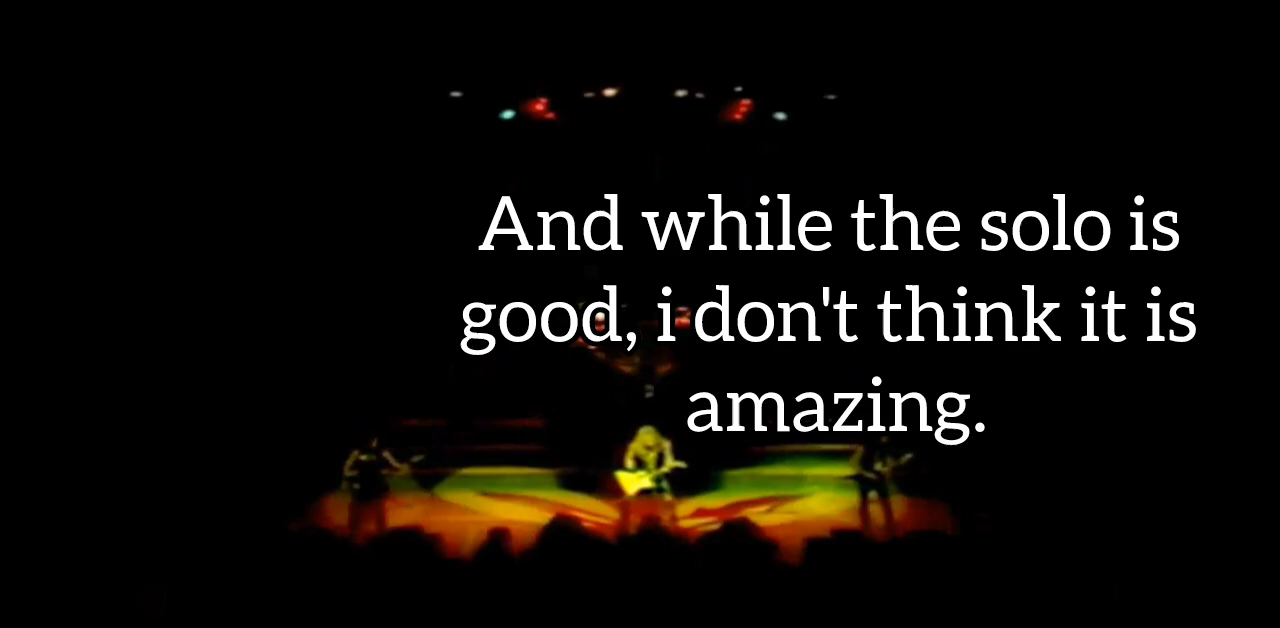 And while the solo is
good, i don't think it is
amazing.